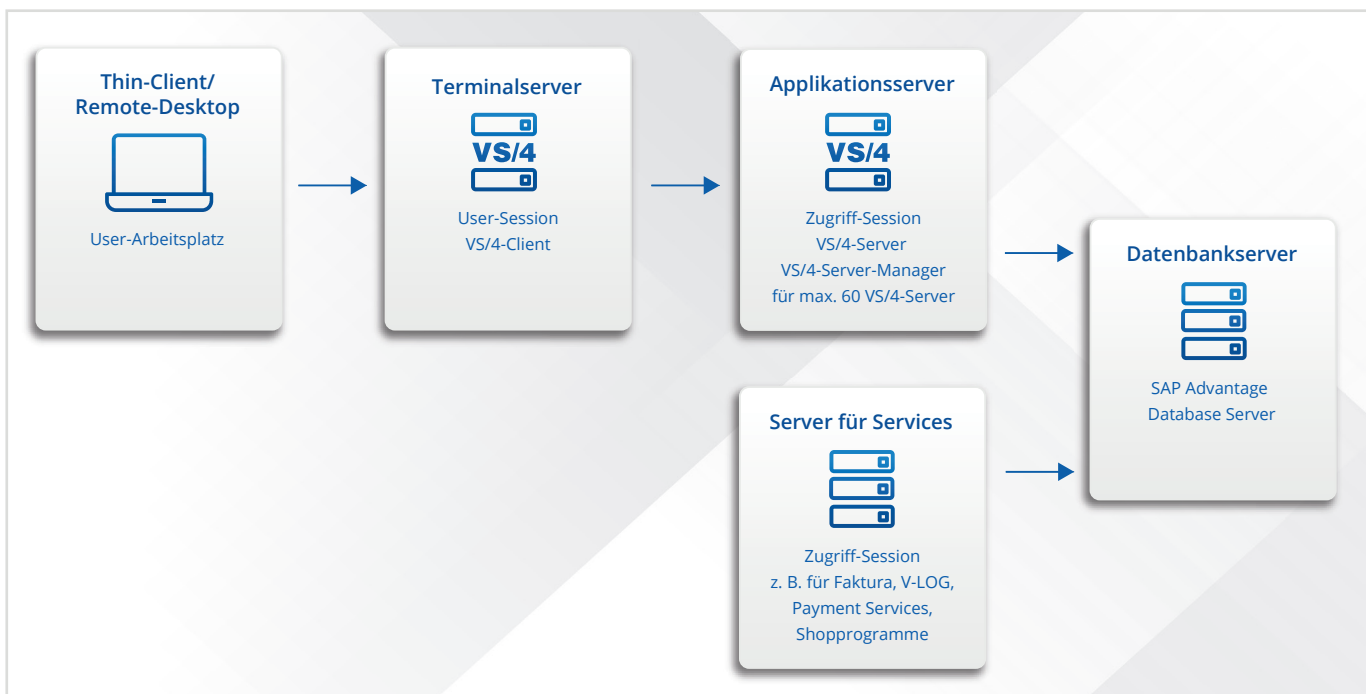 Thin-Client/
Remote-Desktop
User-Arbeitsplatz
Terminalserver
VS/4
User-Session
VS/4-Client
Applikationsserver
VS/4
Zugriff-Session
VS/4-Server
VS/4-Server-Manager
für max. 60 VS/4-Server
Server für Services
Zugriff-Session
z. B. für Faktura, V-LOG,
Payment Services,
Shopprogramme
Datenbankserver
SAP Advantage
Database Server